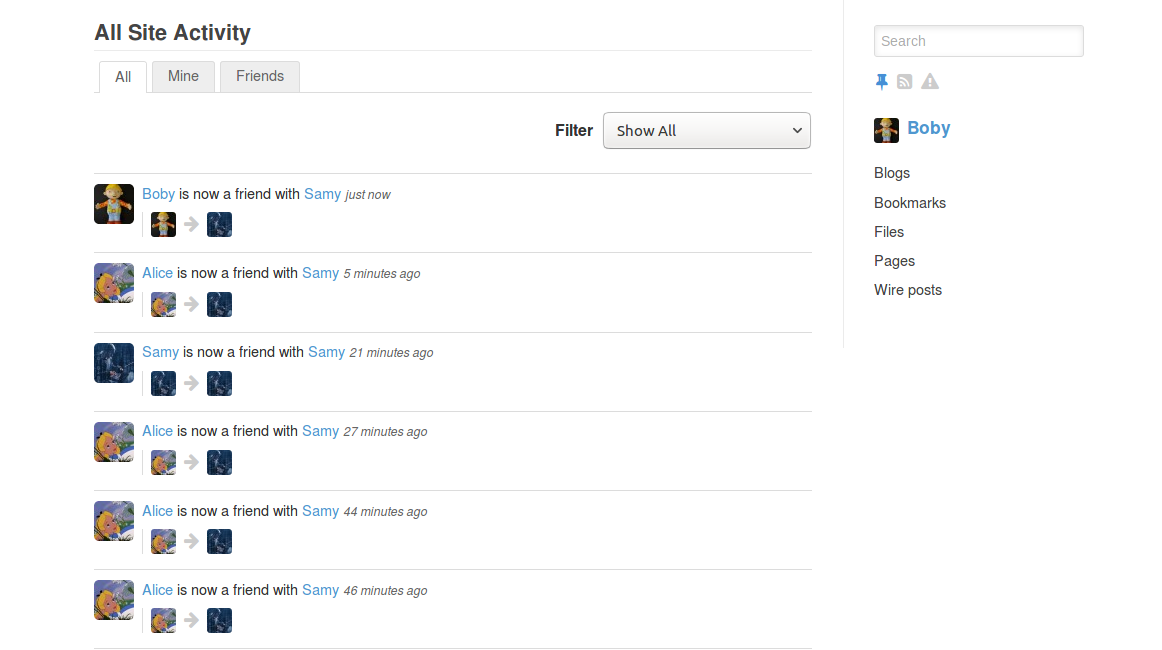 All Site Activity
All
Mine
Friends
Filter
Show All
Boby is now a friend with Samy just now
Alice is now a friend with Samy 5 minutes ago
Samy is now a friend with Samy 21 minutes ago
Alice is now a friend with Samy 27 minutes ago
Alice is now a friend with Samy 44 minutes ago
Alice is now a friend with Samy 46 minutes ago
Search
Boby
Blogs
Bookmarks
Files
Pages
Wire posts